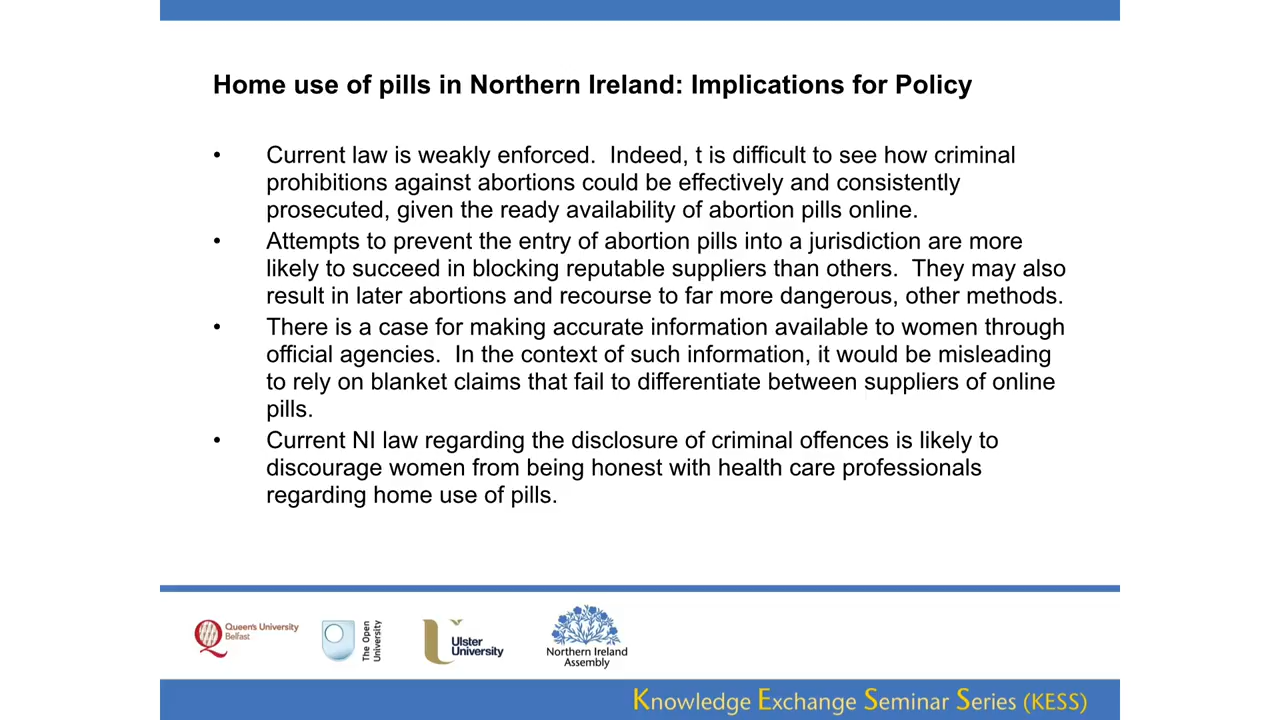 Home use of pills in Northern Ireland: Implications for Policy
• Current law is weakly enforced.  Indeed, t is difficult to see how criminal
prohibitions against abortions could be effectively and consistently
prosecuted, given the ready availability of abortion pills online.
• Attempts to prevent the entry of abortion pills into a jurisdiction are more
likely to succeed in blocking reputable suppliers than others.  They may also
result in later abortions and recourse to far more dangerous, other methods.
• There is a case for making accurate information available to women through
official agencies.  In the context of such information, it would be misleading
to rely on blanket claims that fail to differentiate between suppliers of online
pills.
• Current NI law regarding the disclosure of criminal offences is likely to
discourage women from being honest with health care professionals
regarding home use of pills.
Queen's University
Belfast
The Open
University
Ulster
University
Northern Ireland
Assembly
Knowledge Exchange Seminar Series (KESS)